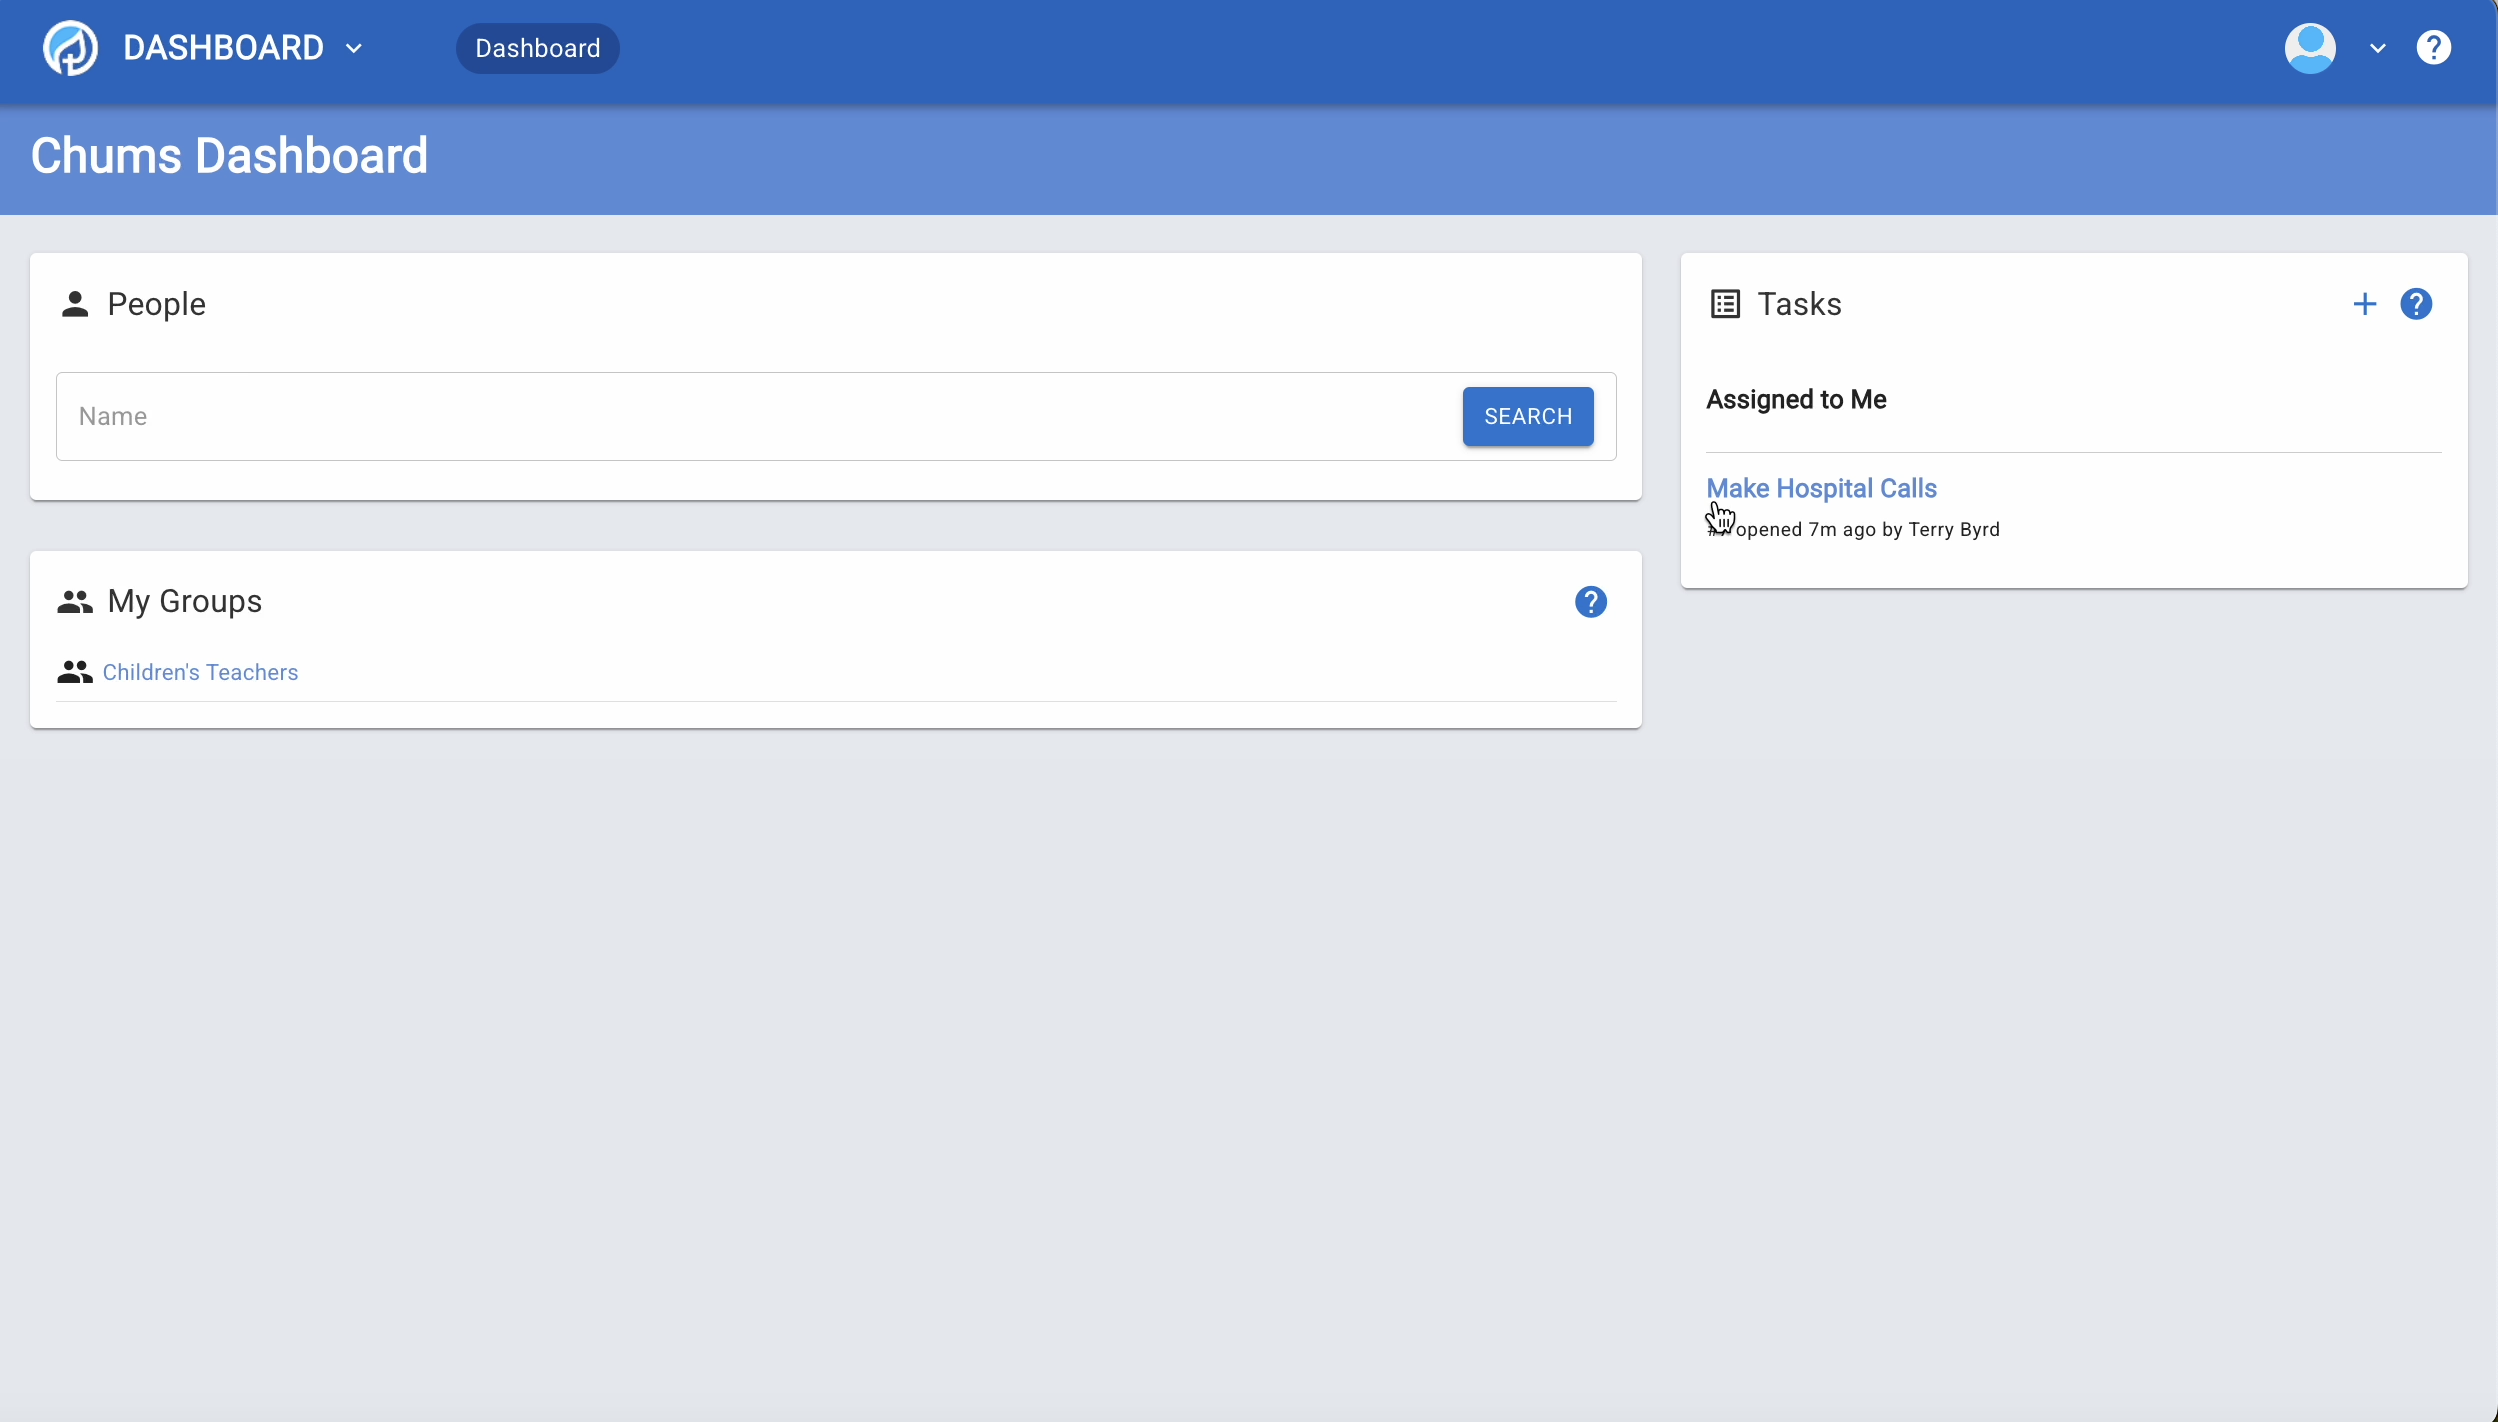 DASHBOARD
Dashboard
Chums Dashboard
People
Name
SEARCH
My Groups
Children's Teachers
Tasks
Assigned to Me
Make Hospital Calls
opened 7m ago by Terry Byrd